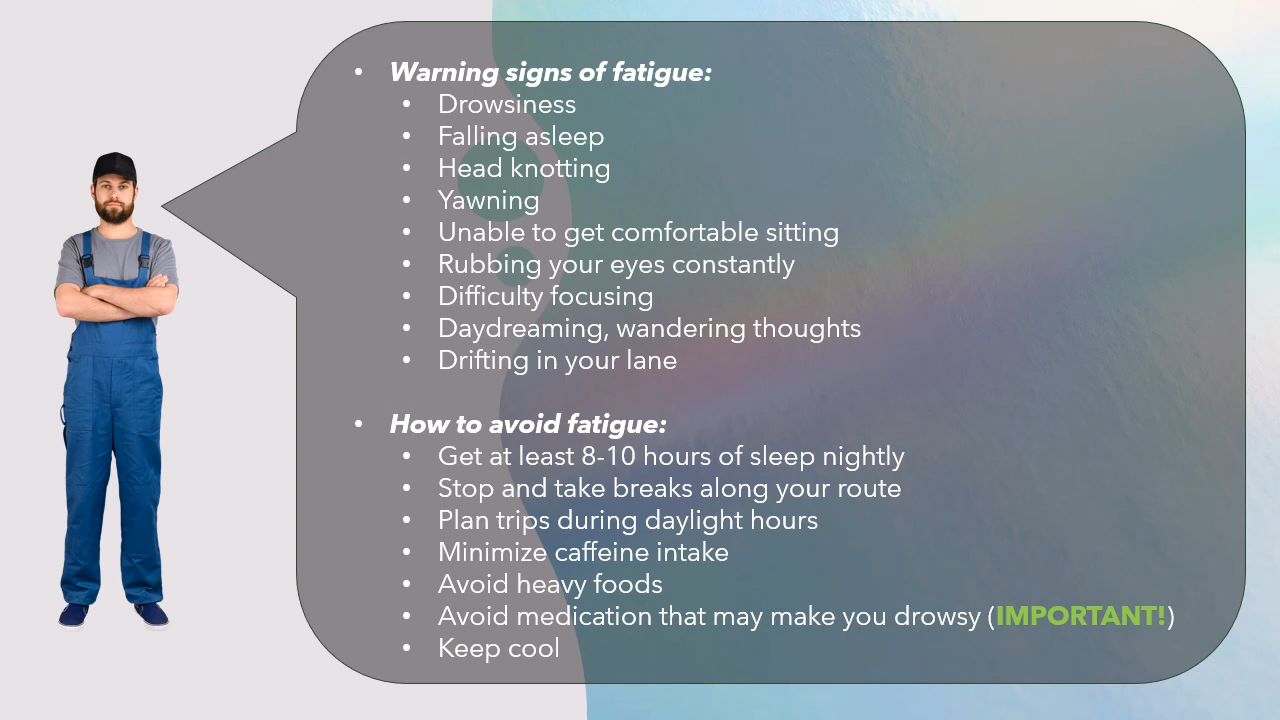 • Warning signs of fatigue:
• Drowsiness
• Falling asleep
• Head knotting
• Yawning
• Unable to get comfortable sitting
• Rubbing your eyes constantly
• Difficulty focusing
• Daydreaming, wandering thoughts
• Drifting in your lane
• How to avoid fatigue:
• Get at least 8-10 hours of sleep nightly
• Stop and take breaks along your route
• Plan trips during daylight hours
• Minimize caffeine intake
• Avoid heavy foods
• Avoid medication that may make you drowsy (IMPORTANT!)
• Keep cool